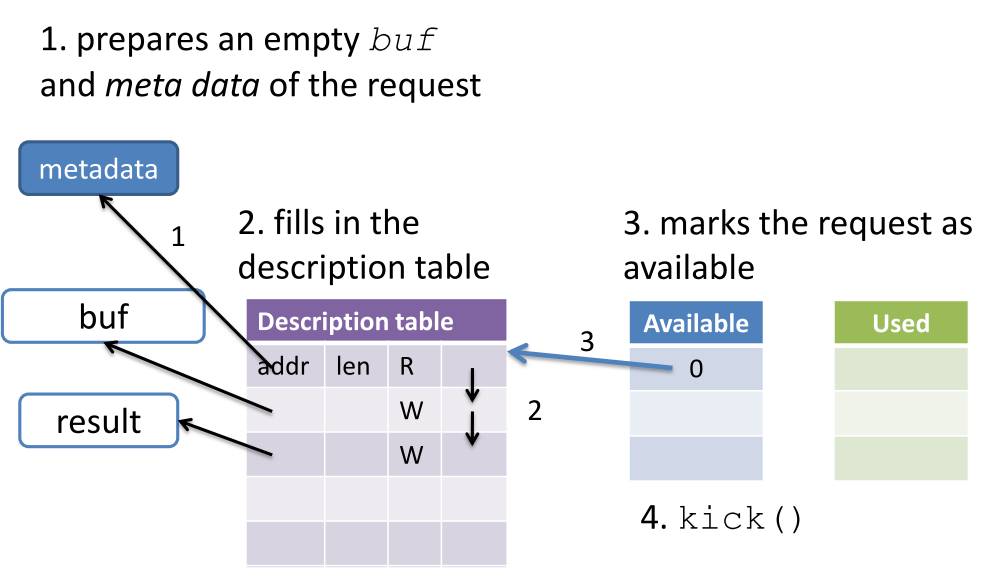 1. prepares an empty buf
and meta data of the request
metadata
1
2. fills in the
description table
3. marks the request as
available
buf
Description table
Available
Used
3
addr len R
0
W
2
result
W
4. kick()